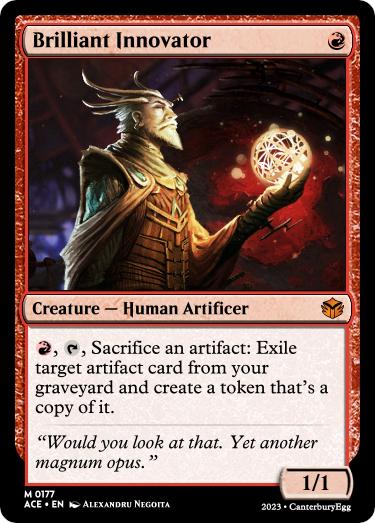 Brilliant Innovator
Creature — Human Artificer
, , Sacrifice an artifact: Exile
target artifact card from your
graveyard and create a token that's a
copy of it.
“Would you look at that. Yet another
magnum opus.”
1/1
M 0177
ACE • EN Alexandru Negoita
2023 • CanterburyEgg